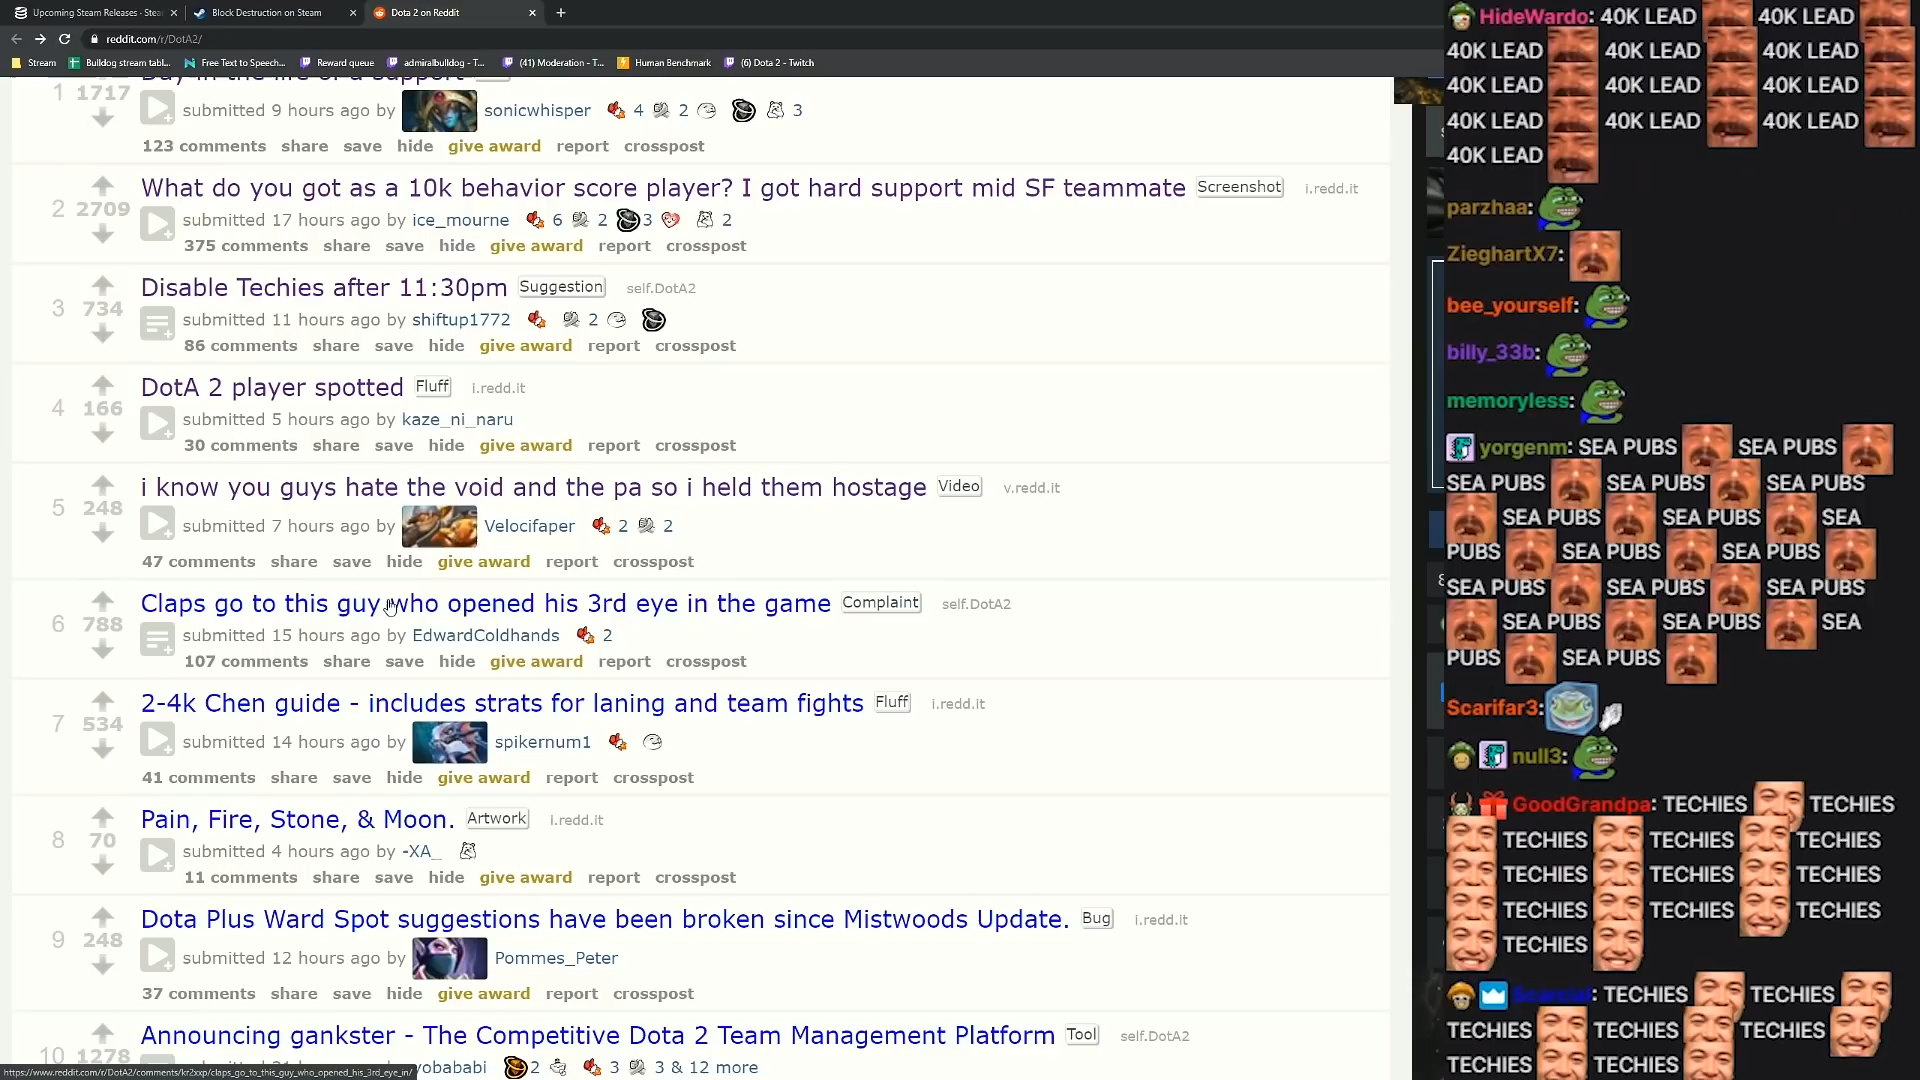 Upcoming Steam Releases - Stea
Block Destruction on Steam
Dota 2 on Reddit
reddit.com/r/DotA2/
Stream
Bulldog stream tabl...
Free Text to Speech...
Reward queue
admiralbulldog - T...
(41) Moderation - T...
Human Benchmark
(6) Dota 2 - Twitch
Day in the life of a support
1
1717
submitted 9 hours ago by sonicwhisper 4 2 3
123 comments share save hide give award report crosspost
2
2709
What do you got as a 10k behavior score player? I got hard support mid SF teammate Screenshot i.redd.it
submitted 17 hours ago by ice_mourne 6 2 3 2
375 comments share save hide give award report crosspost
3
734
Disable Techies after 11:30pm Suggestion self.DotA2
submitted 11 hours ago by shiftup1772 2
86 comments share save hide give award report crosspost
4
166
DotA 2 player spotted Fluff i.redd.it
submitted 5 hours ago by kaze_ni_naru
30 comments share save hide give award report crosspost
5
248
i know you guys hate the void and the pa so i held them hostage Video v.redd.it
submitted 7 hours ago by Velocifaper 2 2
47 comments share save hide give award report crosspost
6
788
Claps go to this guy who opened his 3rd eye in the game Complaint self.DotA2
submitted 15 hours ago by EdwardColdhands 2
107 comments share save hide give award report crosspost
7
534
2-4k Chen guide - includes strats for laning and team fights Fluff i.redd.it
submitted 14 hours ago by spikernum1
41 comments share save hide give award report crosspost
8
70
Pain, Fire, Stone, & Moon. Artwork i.redd.it
submitted 4 hours ago by -XA_
11 comments share save hide give award report crosspost
9
248
Dota Plus Ward Spot suggestions have been broken since Mistwoods Update. Bug i.redd.it
submitted 12 hours ago by Pommes_Peter
37 comments share save hide give award report crosspost
10
1278
Announcing gankster - The Competitive Dota 2 Team Management Platform Tool self.DotA2
2 3 3 & 12 more
https://www.reddit.com/r/DotA2/comments/kr2xxp/claps_go_to_this_guy_who_opened_his_3rd_eye_in/
HideWardo: 40K LEAD 40K LEAD
40K LEAD 40K LEAD 40K LEAD
40K LEAD 40K LEAD 40K LEAD
40K LEAD 40K LEAD 40K LEAD
40K LEAD
parzhaa:
ZieghartX7:
bee_yourself:
billy_33b:
memoryless:
yorgenm: SEA PUBS SEA PUBS
SEA PUBS SEA PUBS SEA PUBS
SEA PUBS SEA PUBS SEA
PUBS SEA PUBS SEA PUBS
SEA PUBS SEA PUBS SEA PUBS
SEA PUBS SEA PUBS SEA
PUBS SEA PUBS
Scarifar3:
null3:
GoodGrandpa: TECHIES TECHIES
TECHIES TECHIES TECHIES
TECHIES TECHIES TECHIES
TECHIES TECHIES TECHIES
TECHIES
TECHIES TECHIES
TECHIES TECHIES TECHIES
TECHIES TECHIES